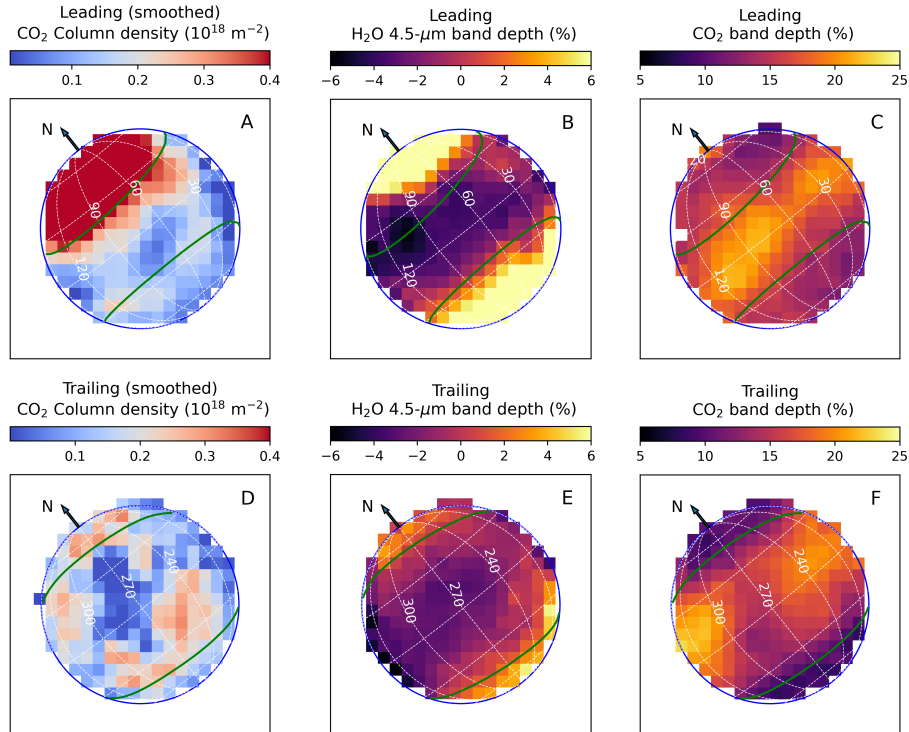 Leading (smoothed)
CO₂ Column density (10¹⁸ m⁻²)
0.1 0.2 0.3 0.4
N A
90 60 30
120
Leading
H₂O 4.5-μm band depth (%)
−6 −4 −2 0 2 4 6
N B
90 60 30
120
Leading
CO₂ band depth (%)
5 10 15 20 25
N C
90 60 30
120
Trailing (smoothed)
CO₂ Column density (10¹⁸ m⁻²)
0.1 0.2 0.3 0.4
N D
300 270 240
Trailing
H₂O 4.5-μm band depth (%)
−6 −4 −2 0 2 4 6
N E
300 270 240
Trailing
CO₂ band depth (%)
5 10 15 20 25
N F
300 270 240